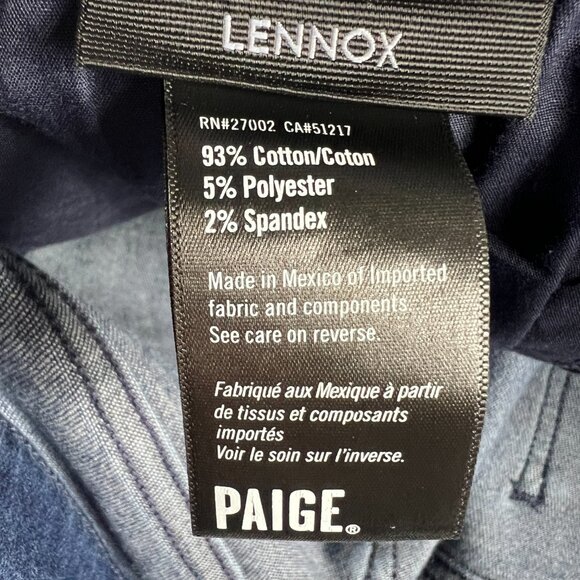 LENNOX
RN#27002 CA#51217
93% Cotton/Coton
5% Polyester
2% Spandex
Made in Mexico of Imported
fabric and components
See care on reverse.
Fabriqué aux Mexique à partir
de tissus et composants
importés
Voir le soin sur l'inverse.
PAIGE®